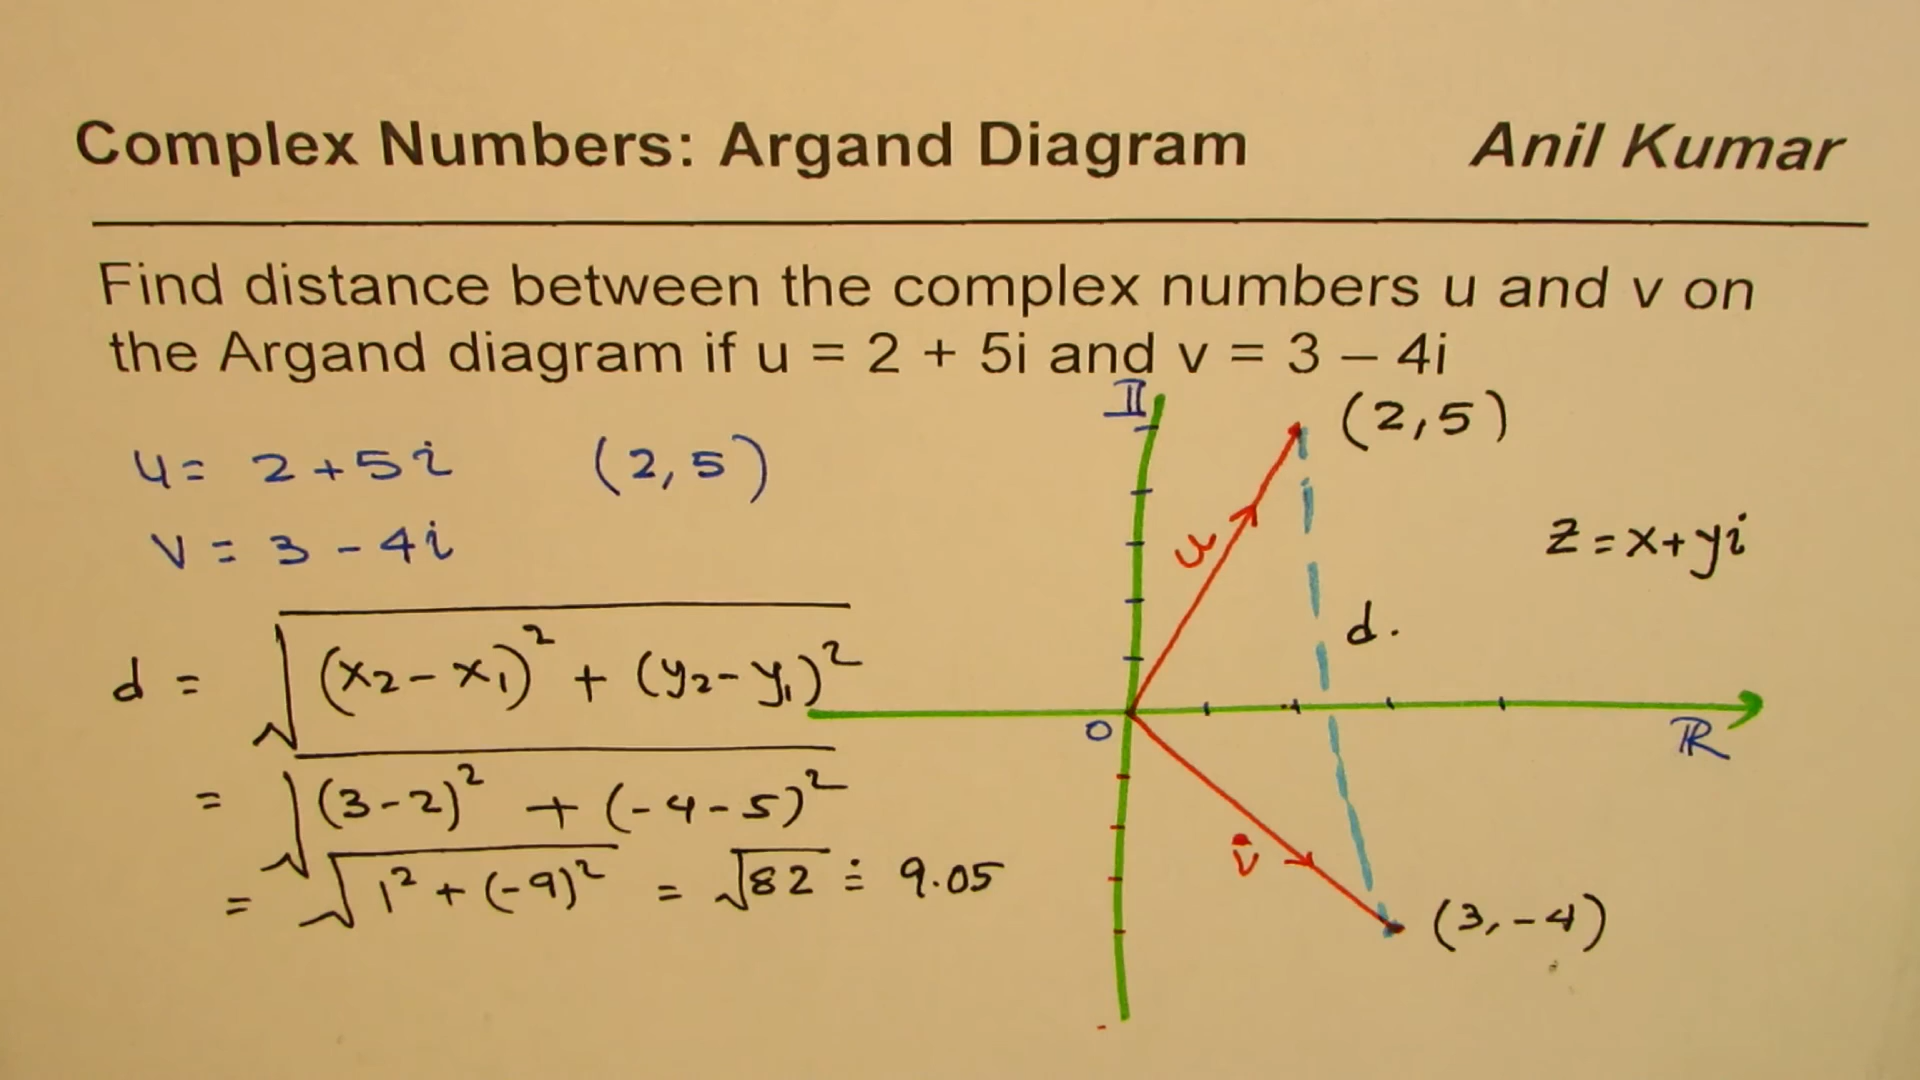 Complex Numbers: Argand Diagram Anil Kumar
Find distance between the complex numbers u and v on
the Argand diagram if u = 2 + 5i and v = 3 – 4i
II
(2,5)
u= 2+5i (2,5)
v = 3-4i
u
z=x+yi
d.
d = √(x₂-x₁)² + (y₂-y₁)²
0
R
= √(3-2)² + (-4-5)²
= √1²+(-9)² = √82 ≐ 9.05
v
(3,-4)